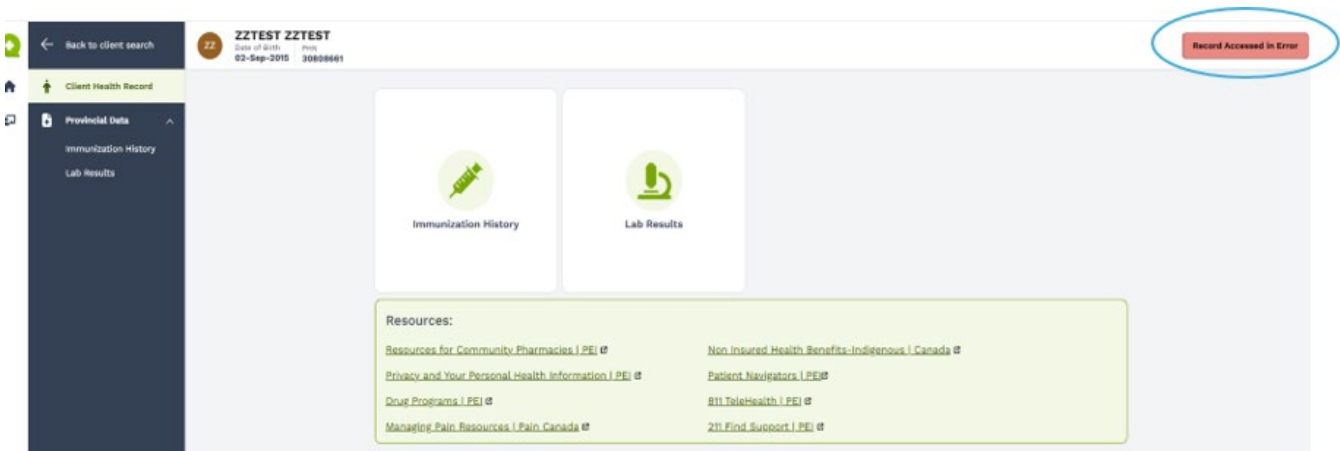 Back to client search
ZZ
ZZTEST ZZTEST
Date of Birth
PHN
02-Sep-2015
30808661
Record Accessed in Error
Client Health Record
Provincial Data
Immunization History
Lab Results
Immunization History
Lab Results
Resources:
Resources for Community Pharmacies | PEI
Non Insured Health Benefits-Indigenous | Canada
Privacy and Your Personal Health Information | PEI
Patient Navigators | PEI
Drug Programs | PEI
811 TeleHealth | PEI
Managing Pain Resources | Pain Canada
211 Find Support | PEI